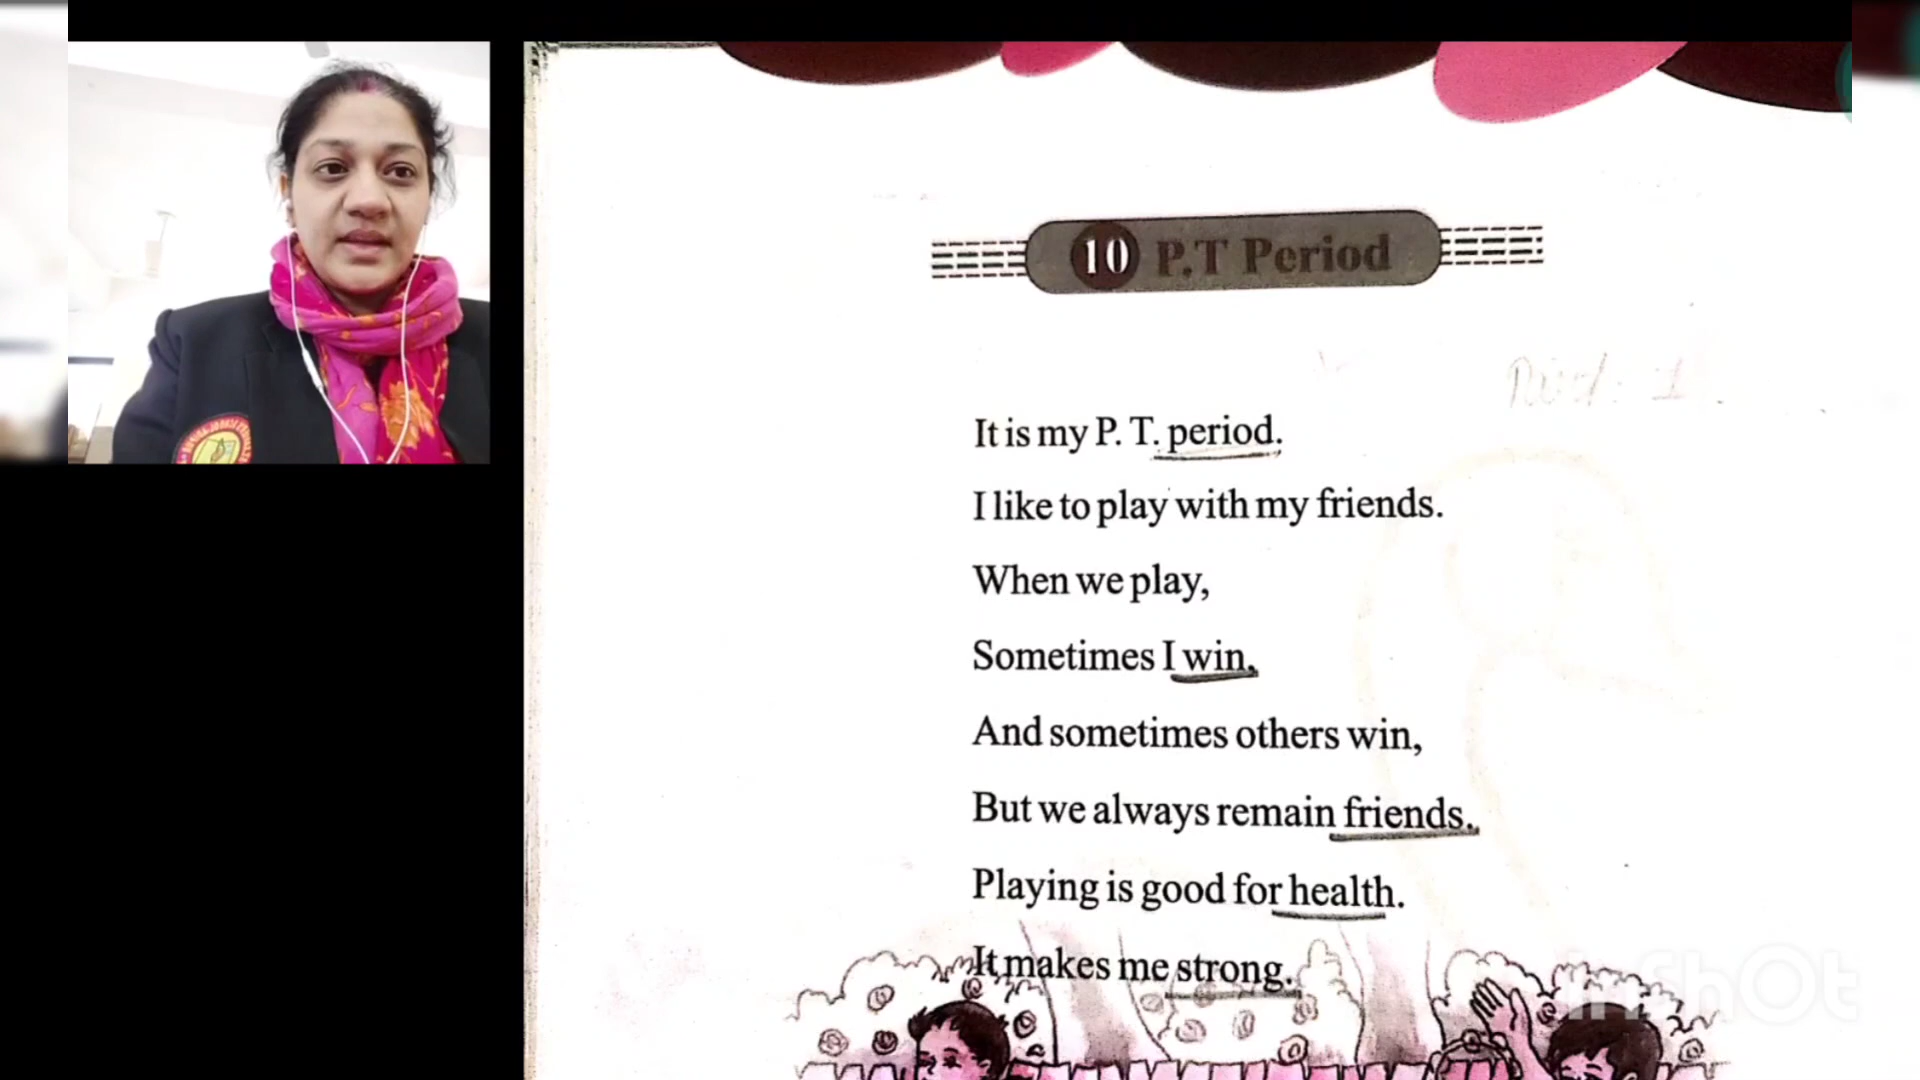 10 P.T Period
It is my P. T. period.
I like to play with my friends.
When we play,
Sometimes I win,
And sometimes others win,
But we always remain friends.
Playing is good for health.
It makes me strong.
InShOt